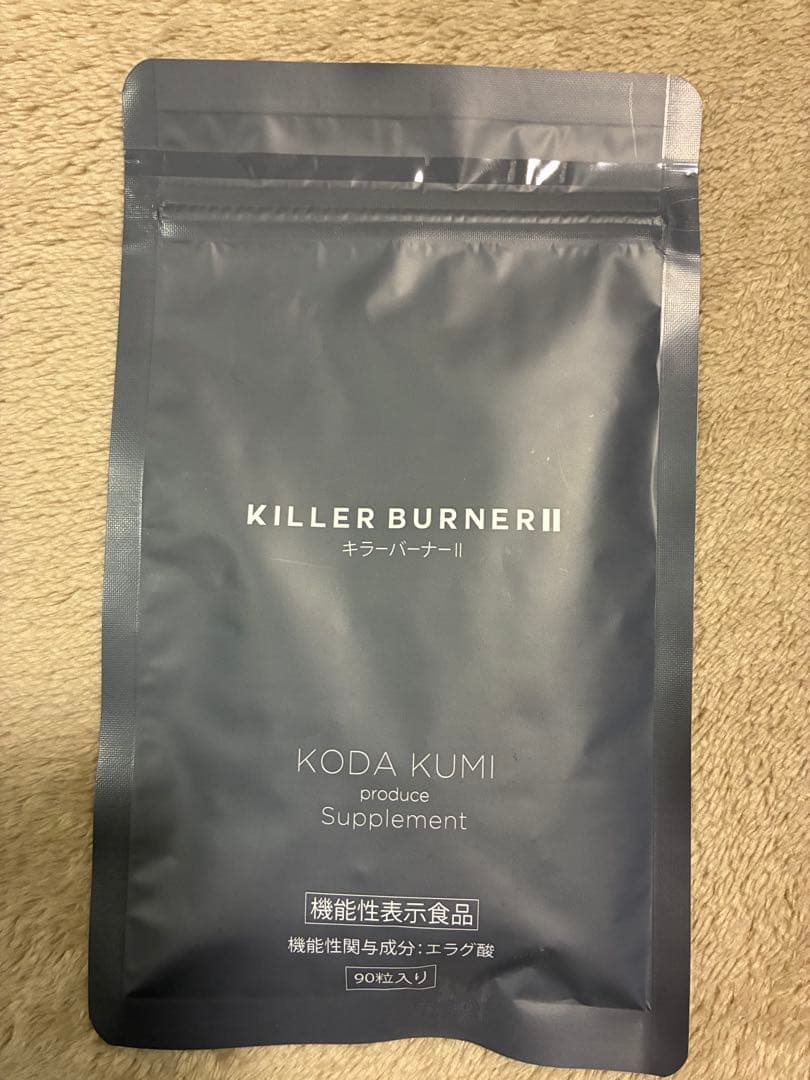 KILLER BURNERⅡ
キラーバーナーⅡ
KODA KUMI
produce
Supplement
機能性表示食品
機能性関与成分:エラグ酸
90粒入り